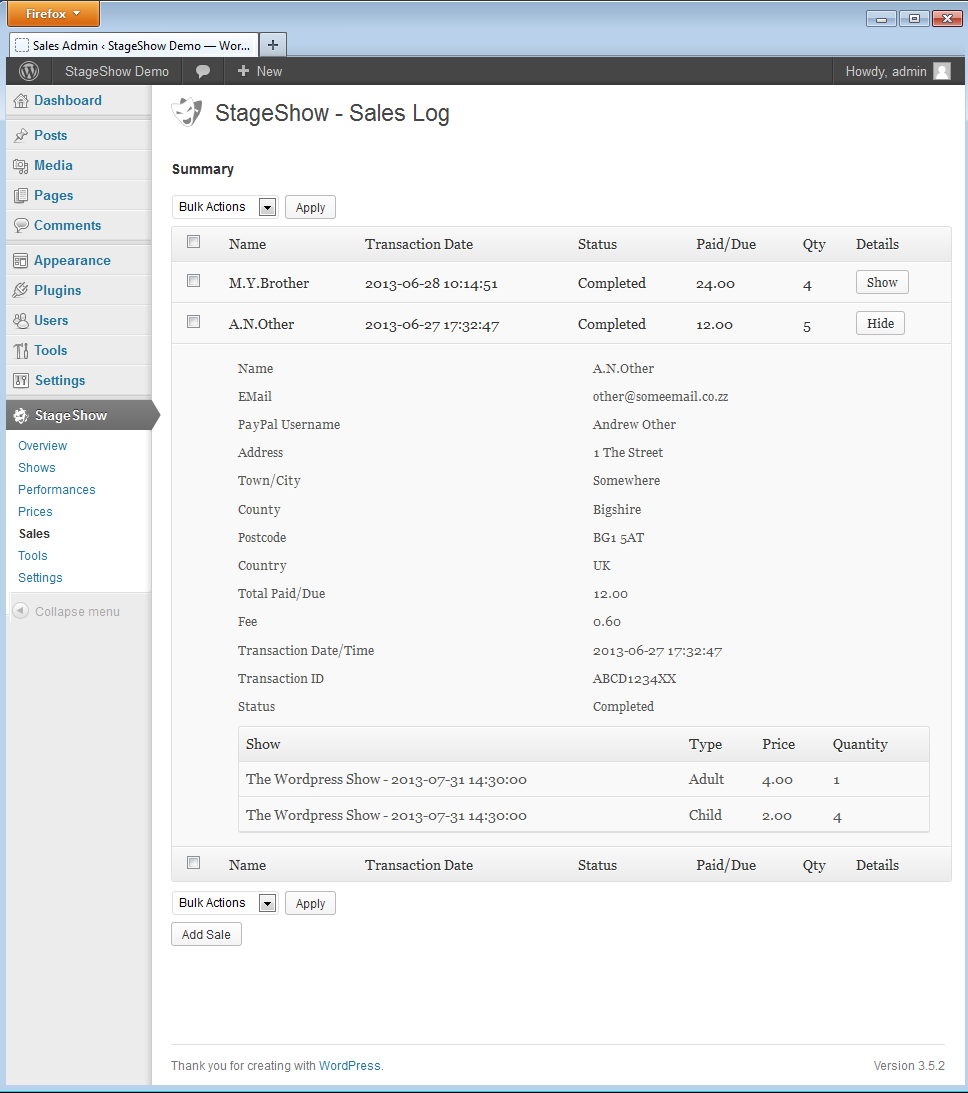 Firefox
Sales Admin ‹ StageShow Demo — Wor...
StageShow Demo
New
Howdy, admin
Dashboard
Posts
Media
Pages
Comments
Appearance
Plugins
Users
Tools
Settings
StageShow
Overview
Shows
Performances
Prices
Sales
Tools
Settings
Collapse menu
StageShow - Sales Log
Summary
Bulk Actions Apply
Name Transaction Date Status Paid/Due Qty Details
M.Y.Brother 2013-06-28 10:14:51 Completed 24.00 4 Show
A.N.Other 2013-06-27 17:32:47 Completed 12.00 5 Hide
Name A.N.Other
EMail other@someemail.co.zz
PayPal Username Andrew Other
Address 1 The Street
Town/City Somewhere
County Bigshire
Postcode BG1 5AT
Country UK
Total Paid/Due 12.00
Fee 0.60
Transaction Date/Time 2013-06-27 17:32:47
Transaction ID ABCD1234XX
Status Completed
Show Type Price Quantity
The Wordpress Show - 2013-07-31 14:30:00 Adult 4.00 1
The Wordpress Show - 2013-07-31 14:30:00 Child 2.00 4
Name Transaction Date Status Paid/Due Qty Details
Bulk Actions Apply
Add Sale
Thank you for creating with WordPress. Version 3.5.2